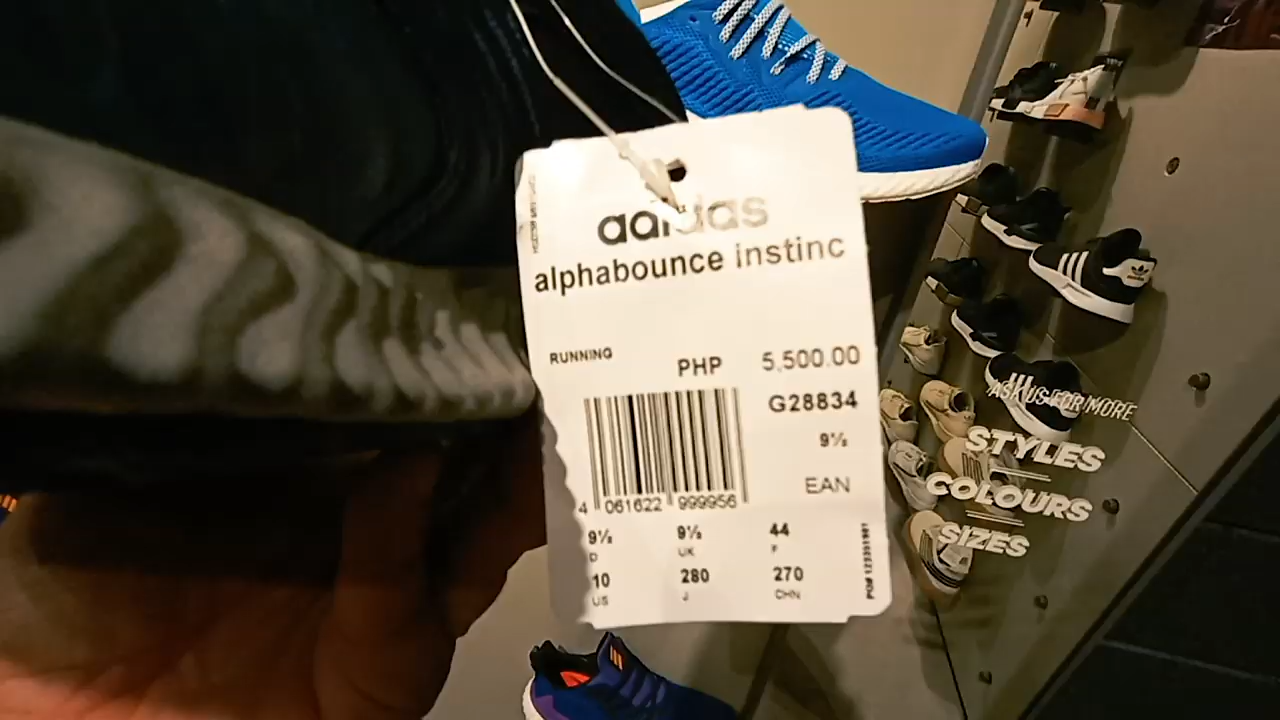 adidas
alphabounce instinc
RUNNING
PHP 5,500.00
G28834
9½
EAN
4 061622 999956
9½ 9½ 44
D UK F
10 280 270
US J CHN
ASK US FOR MORE
STYLES
COLOURS
SIZES